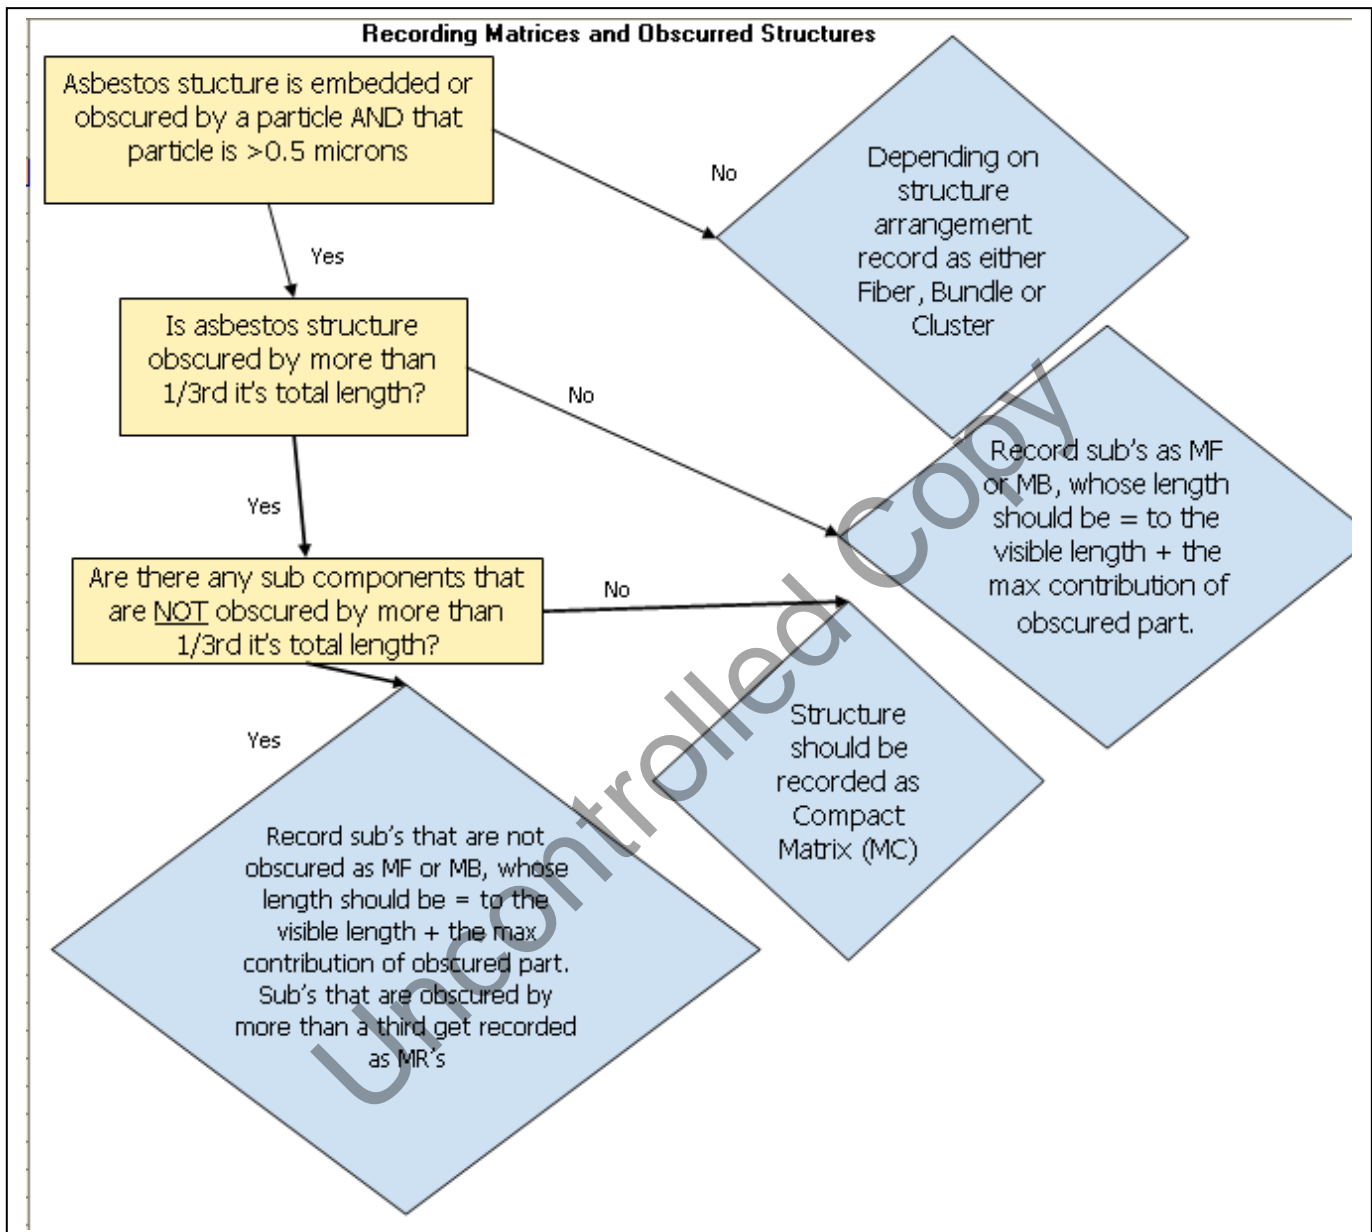 Recording Matrices and Obscurred Structures
Asbestos stucture is embedded or
obscured by a particle AND that
particle is >0.5 microns
No
Depending on
structure
arrangement
record as either
Fiber, Bundle or
Cluster
Yes
Is asbestos structure
obscured by more than
1/3rd it's total length?
No
Record sub's as MF
or MB, whose length
should be = to the
visible length + the
max contribution of
obscured part.
Yes
Are there any sub components that
are NOT obscured by more than
1/3rd it's total length?
No
Structure
should be
recorded as
Compact
Matrix (MC)
Yes
Record sub's that are not
obscured as MF or MB, whose
length should be = to the
visible length + the max
contribution of obscured part.
Sub's that are obscured by
more than a third get recorded
as MR's
Uncontrolled Copy